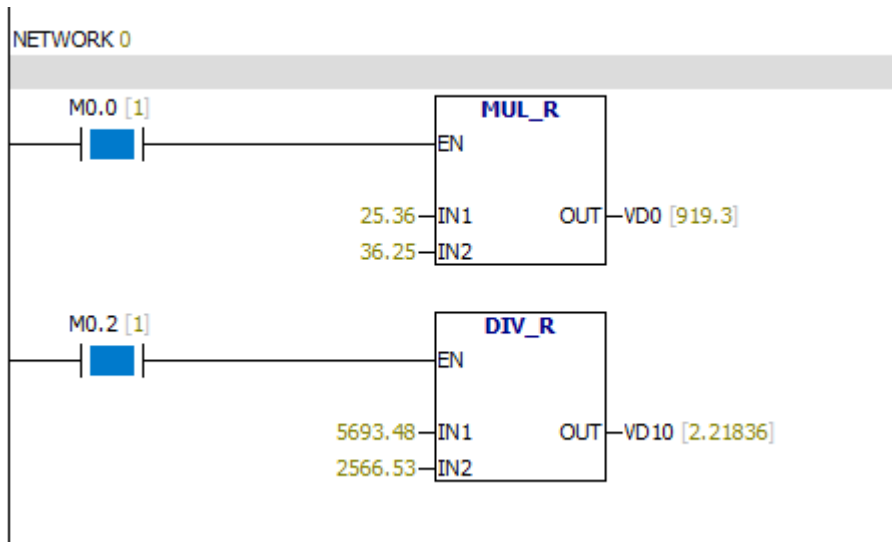 NETWORK 0
M0.0 [1]
MUL_R
EN
25.36 IN1 OUT VD0 [919.3]
36.25 IN2
M0.2 [1]
DIV_R
EN
5693.48 IN1 OUT VD10 [2.21836]
2566.53 IN2